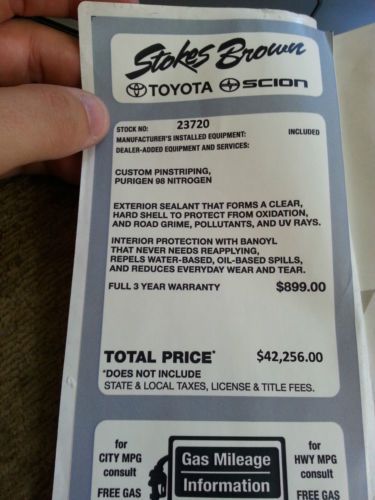 Stokes Brown
TOYOTA SCION
STOCK NO: 23720
MANUFACTURER'S INSTALLED EQUIPMENT: INCLUDED
DEALER-ADDED EQUIPMENT AND SERVICES:
CUSTOM PINSTRIPING,
PURIGEN 98 NITROGEN
EXTERIOR SEALANT THAT FORMS A CLEAR,
HARD SHELL TO PROTECT FROM OXIDATION,
AND ROAD GRIME, POLLUTANTS, AND UV RAYS.
INTERIOR PROTECTION WITH BANOYL
THAT NEVER NEEDS REAPPLYING,
REPELS WATER-BASED, OIL-BASED SPILLS,
AND REDUCES EVERYDAY WEAR AND TEAR.
FULL 3 YEAR WARRANTY $899.00
TOTAL PRICE* $42,256.00
*DOES NOT INCLUDE
STATE & LOCAL TAXES, LICENSE & TITLE FEES.
for
CITY MPG
consult
FREE GAS
Gas Mileage
Information
for
HWY MPG
consult
FREE GAS